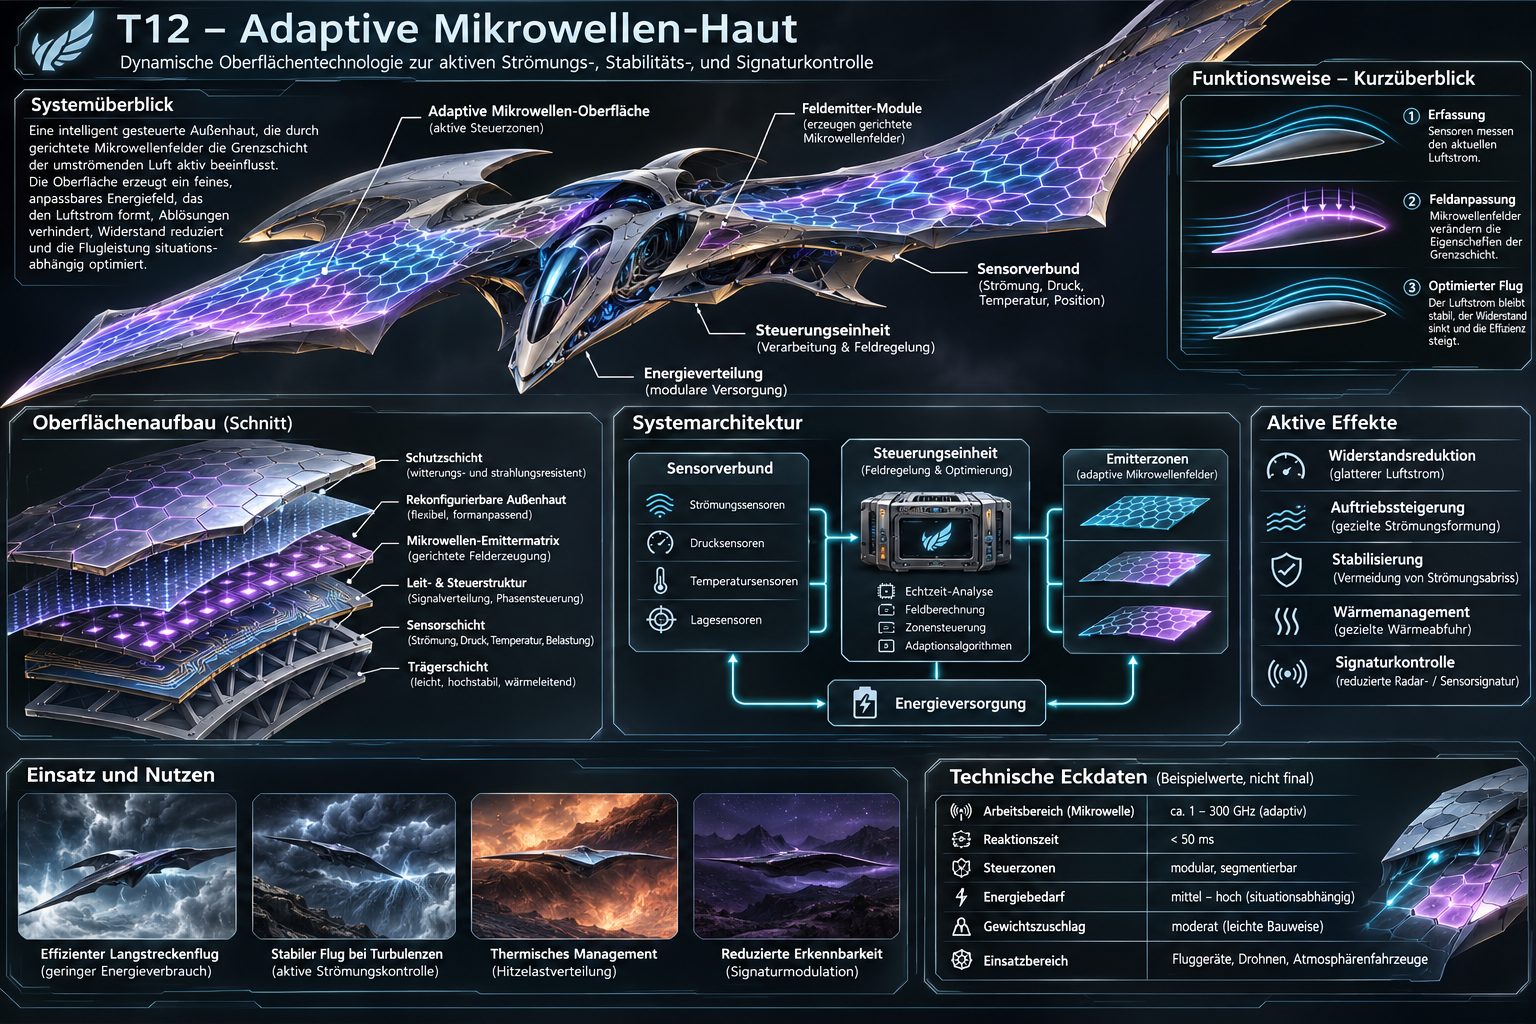 T12 – Adaptive Mikrowellen-Haut
Dynamische Oberflächentechnologie zur aktiven Strömungs-, Stabilitäts-, und Signaturkontrolle
Systemüberblick
Eine intelligent gesteuerte Außenhaut, die durch
gerichtete Mikrowellenfelder die Grenzschicht
der umströmenden Luft aktiv beeinflusst.
Die Oberfläche erzeugt ein feines,
anpassbares Energiefeld, das
den Luftstrom formt, Ablösungen
verhindert, Widerstand reduziert
und die Flugleistung situations-
abhängig optimiert.
Adaptive Mikrowellen-Oberfläche
(aktive Steuerzonen)
Feldemitter-Module
(erzeugen gerichtete
Mikrowellenfelder)
Sensorverbund
(Strömung, Druck,
Temperatur, Position)
Steuerungseinheit
(Verarbeitung & Feldregelung)
Energieverteilung
(modulare Versorgung)
Funktionsweise – Kurzüberblick
1 Erfassung
Sensoren messen
den aktuellen
Luftstrom.
2 Feldanpassung
Mikrowellenfelder
verändern die
Eigenscheffen der
Grenzschicht.
3 Optimierter Flug
Der Luftstrom bleibt
stabil, der Widerstand
sinkt und die Effizienz
steigt.
Oberflächenaufbau (Schnitt)
Schutzschicht
(witterungs- und strahlungsresistent)
Rekonfigurierbare Außenhaut
(flexibel, formanpassend)
Mikrowellen-Emittermatrix
(gerichtete Felderzeugung)
Leit- & Steuerstruktur
(Signalverteilung, Phasensteuerung)
Sensorschicht
(Strömung, Druck, Temperatur, Belastung)
Trägerschicht
(leicht, hochstabil, wärmeleitend)
Systemarchitektur
Sensorverbund
Strömungssensoren
Drucksensoren
Temperatursensoren
Lagesensoren
Steuerungseinheit
(Feldregelung & Optimierung)
Echtzeit-Analyse
Feldberechnung
Zonensteuerung
Adaptionsalgorithmen
Emitterzonen
(adaptive Mikrowellenfelder)
Energieversorgung
Aktive Effekte
Widerstandsreduktion
(glatterer Luftstrom)
Auftriebssteigerung
(gezielte Strömungsformung)
Stabilisierung
(Vermeidung von Strömungsabriss)
Wärmemanagement
(gezielte Wärmeabfuhr)
Signaturkontrolle
(reduzierte Radar- / Sensorsignatur)
Einsatz und Nutzen
Effizienter Langstreckenflug
(geringer Energieverbrauch)
Stabiler Flug bei Turbulenzen
(aktive Strömungskontrolle)
Thermisches Management
(Hitzelastverteilung)
Reduzierte Erkennbarkeit
(Signaturmodulation)
Technische Eckdaten (Beispielwerte, nicht final)
Arbeitsbereich (Mikrowelle) ca. 1 – 300 GHz (adaptiv)
Reaktionszeit < 50 ms
Steuerzonen modular, segmentierbar
Energiebedarf mittel – hoch (situationsabhängig)
Gewichtszuschlag moderat (leichte Bauweise)
Einsatzbereich Fluggeräte, Drohnen, Atmosphärenfahrzeuge